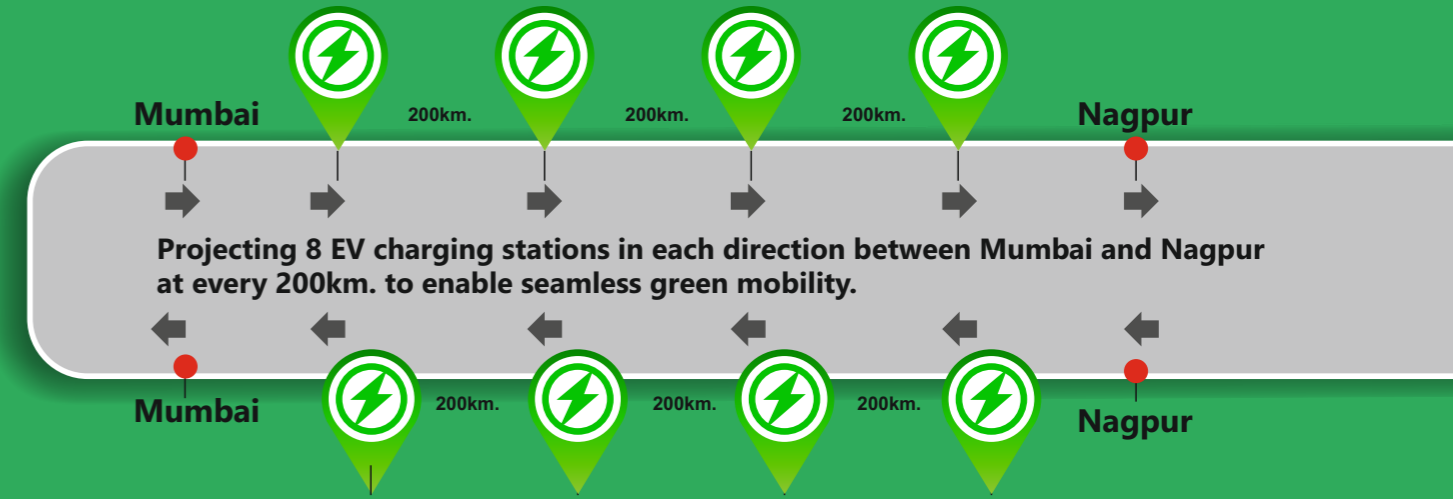 200km. 200km. 200km.
Mumbai Nagpur
Projecting 8 EV charging stations in each direction between Mumbai and Nagpur
at every 200km. to enable seamless green mobility.
200km. 200km. 200km.
Mumbai Nagpur